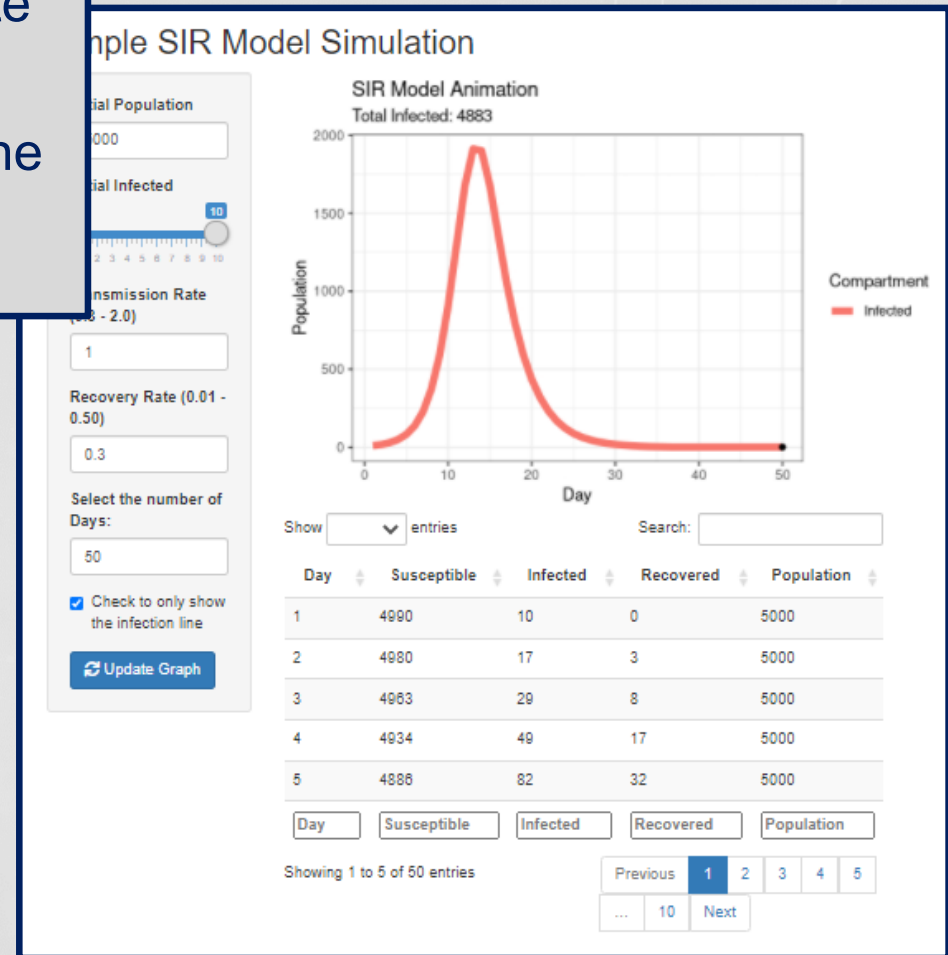 ne
mple SIR Model Simulation
tial Population
000
tial Infected
10
2 3 4 5 6 7 8 9 10
nsmission Rate
(0.3 - 2.0)
1
Recovery Rate (0.01 -
0.50)
0.3
Select the number of
Days:
50
Check to only show
the infection line
Update Graph
SIR Model Animation
Total Infected: 4883
2000
1500
1000
500
0
Population
0 10 20 30 40 50
Day
Compartment
Infected
Show entries Search:
Day Susceptible Infected Recovered Population
1 4990 10 0 5000
2 4980 17 3 5000
3 4963 29 8 5000
4 4934 49 17 5000
5 4886 82 32 5000
Day Susceptible Infected Recovered Population
Showing 1 to 5 of 50 entries
Previous 1 2 3 4 5
... 10 Next